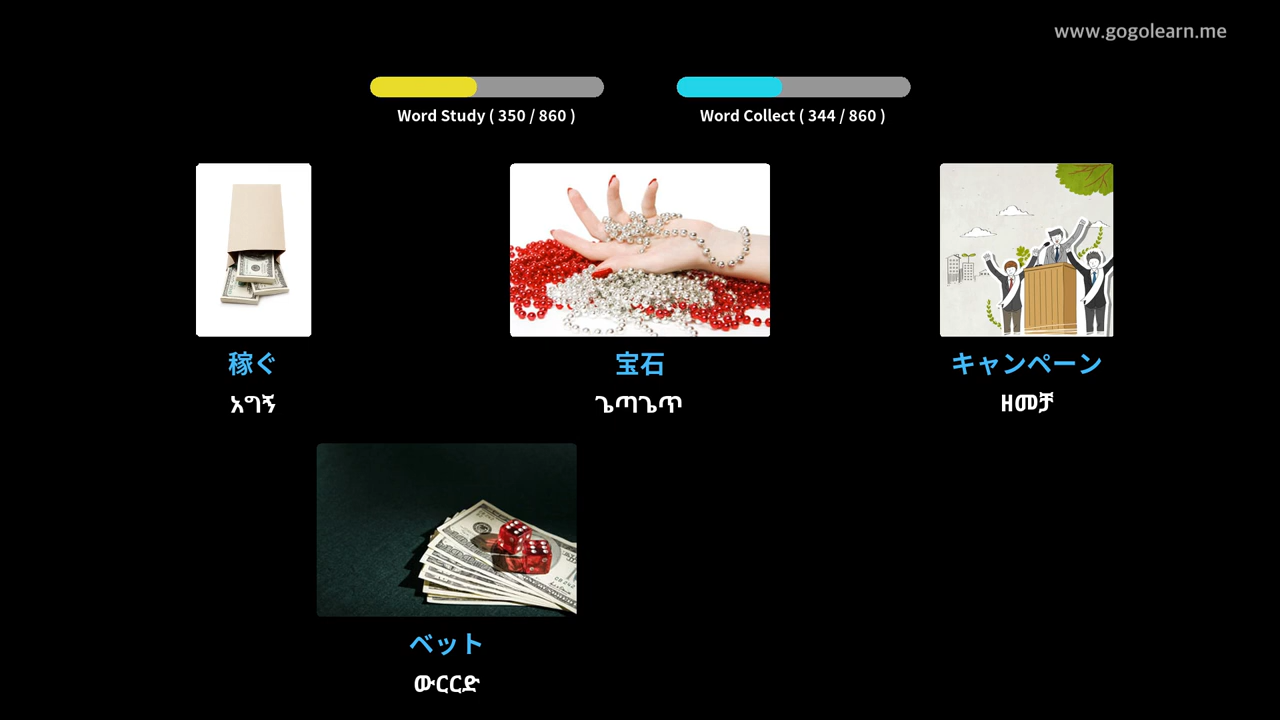 www.gogolearn.me
Word Study ( 350 / 860 )
Word Collect ( 344 / 860 )
稼ぐ
አግኝ
宝石
ጌጣጌጥ
キャンペーン
ዘመቻ
ベット
ውርርድ